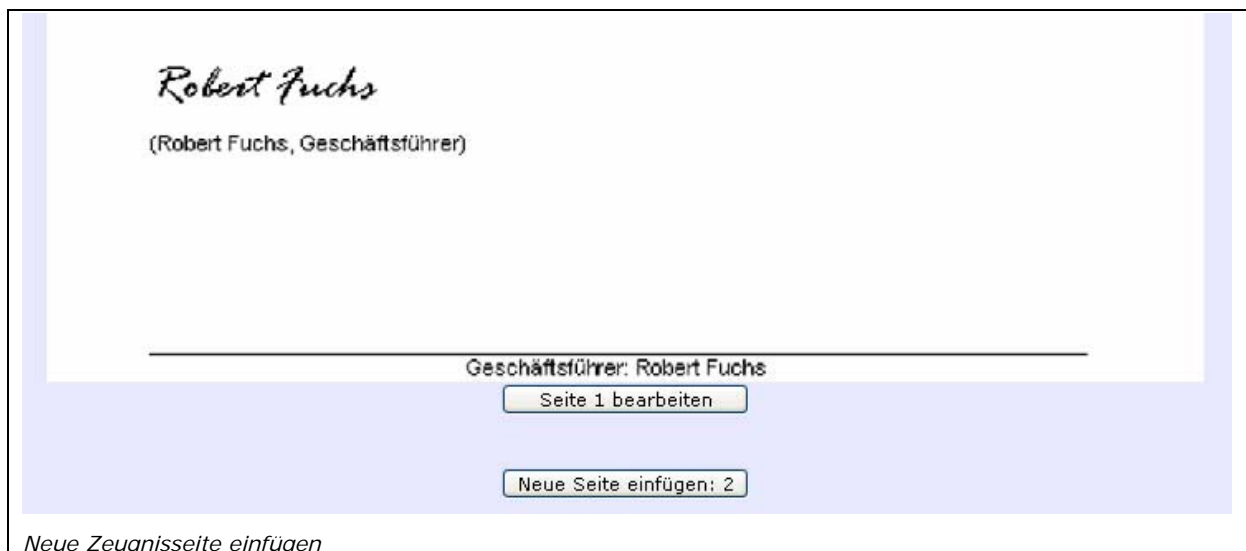 Robert Fuchs
(Robert Fuchs, Geschäftsführer)
Geschäftsführer: Robert Fuchs
Seite 1 bearbeiten
Neue Seite einfügen: 2
Neue Zeugnisseite einfügen